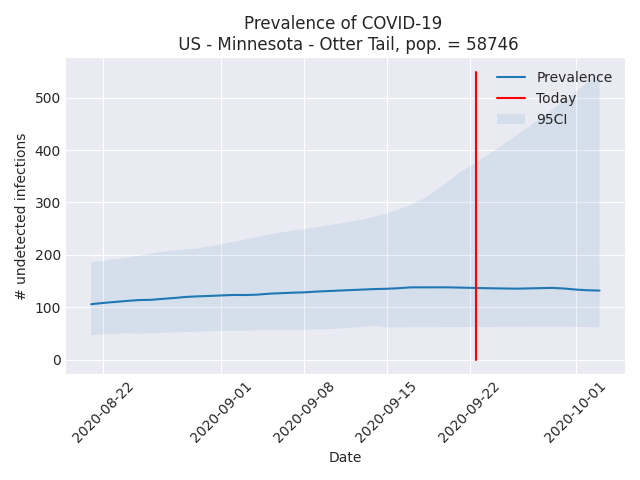 Prevalence of COVID-19
US - Minnesota - Otter Tail, pop. = 58746
Prevalence
Today
95CI
# undetected infections
500
400
300
200
100
0
2020-08-22
2020-09-01
2020-09-08
2020-09-15
2020-09-22
2020-10-01
Date